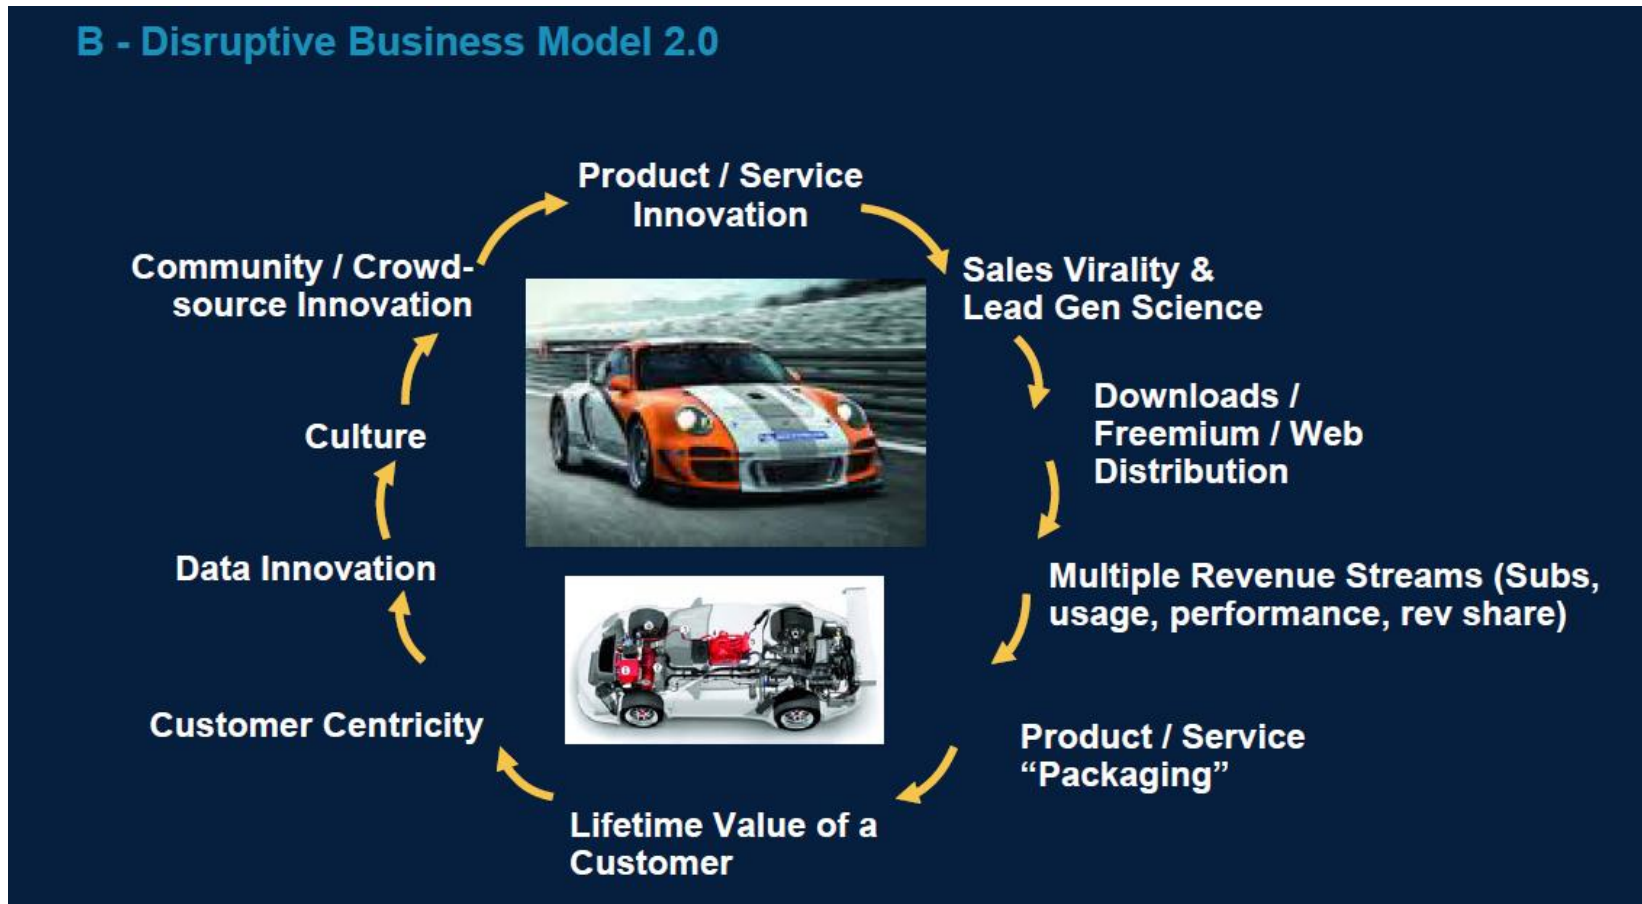 B - Disruptive Business Model 2.0
Product / Service
Innovation
Sales Virality &
Lead Gen Science
Downloads /
Freemium / Web
Distribution
Multiple Revenue Streams (Subs,
usage, performance, rev share)
Product / Service
“Packaging”
Lifetime Value of a
Customer
Customer Centricity
Data Innovation
Culture
Community / Crowd-
source Innovation